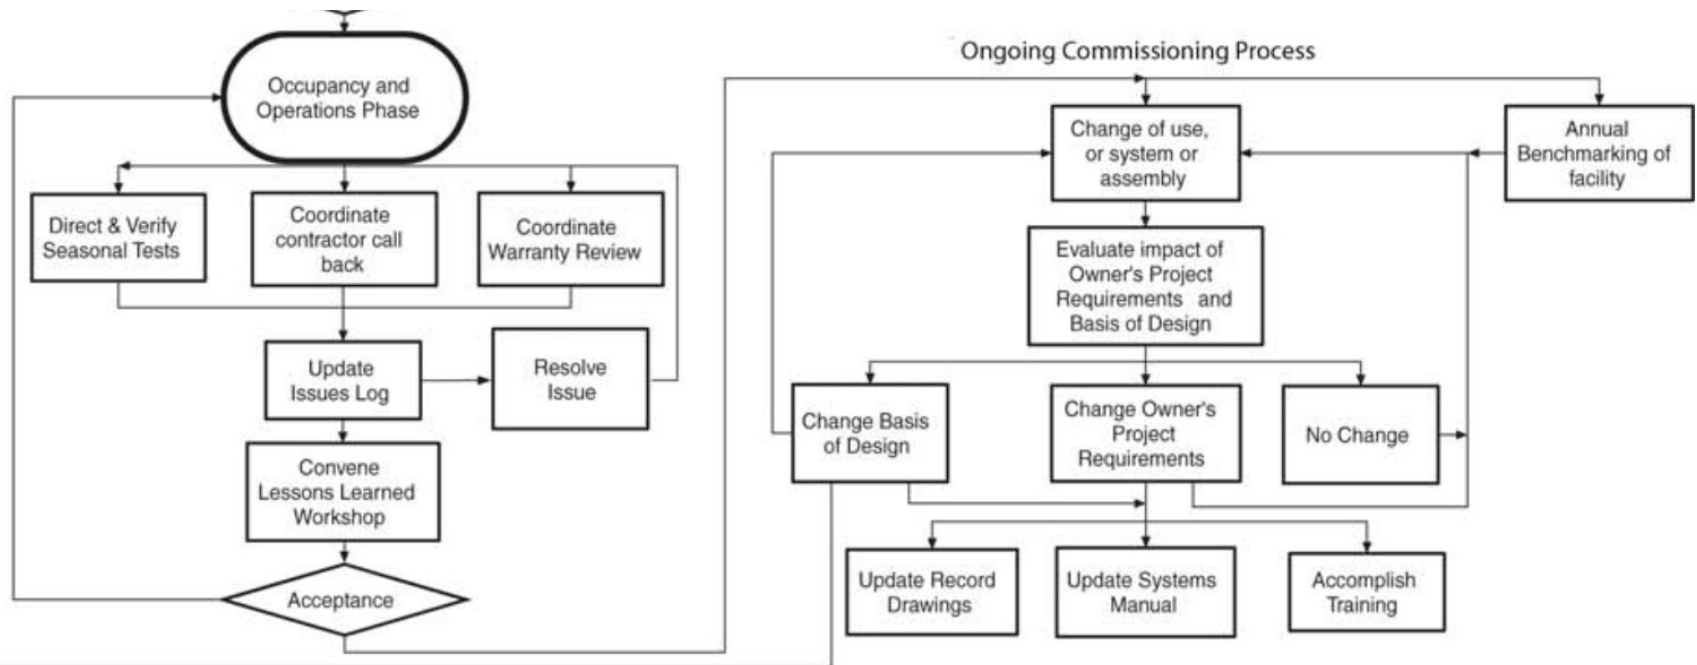 Occupancy and
Operations Phase
Direct & Verify
Seasonal Tests
Coordinate
contractor call
back
Coordinate
Warranty Review
Update
Issues Log
Resolve
Issue
Convene
Lessons Learned
Workshop
Acceptance
Ongoing Commissioning Process
Change of use,
or system or
assembly
Annual
Benchmarking of
facility
Evaluate impact of
Owner's Project
Requirements and
Basis of Design
Change Basis
of Design
Change Owner's
Project
Requirements
No Change
Update Record
Drawings
Update Systems
Manual
Accomplish
Training